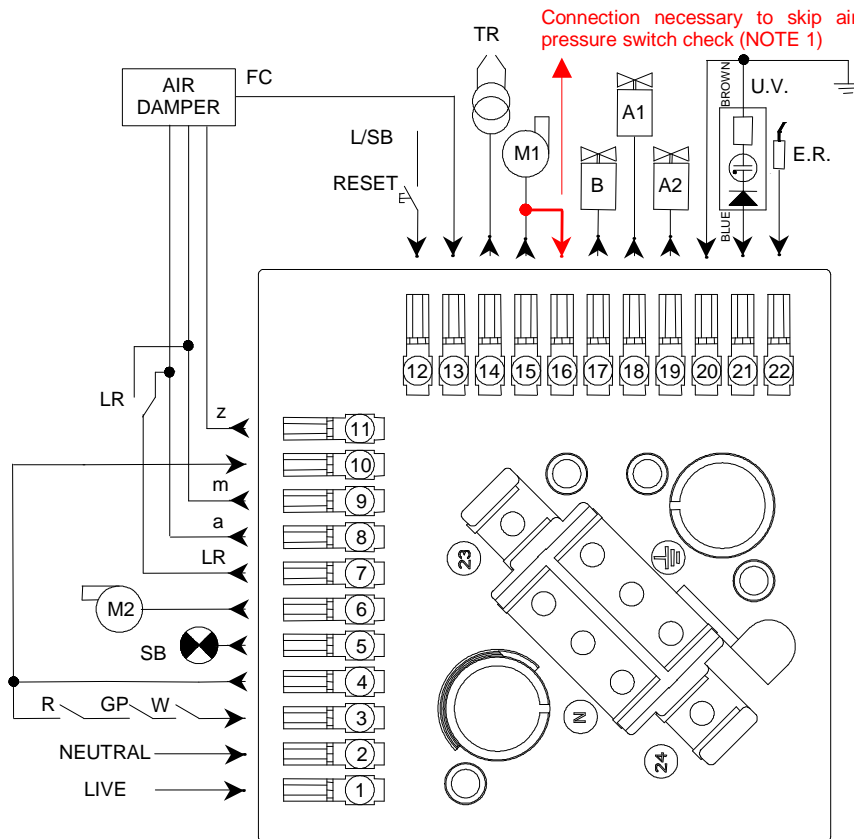 Connection necessary to skip air
pressure switch check (NOTE 1)
TR
FC
AIR
DAMPER
L/SB
RESET
M1
B
A1
A2
BROWN
U.V.
E.R.
BLUE
12 13 14 15 16 17 18 19 20 21 22
LR
z
11
10
m
9
a
8
LR
7
M2
6
SB
5
4
R GP W
3
NEUTRAL
2
LIVE
1
23
N
24